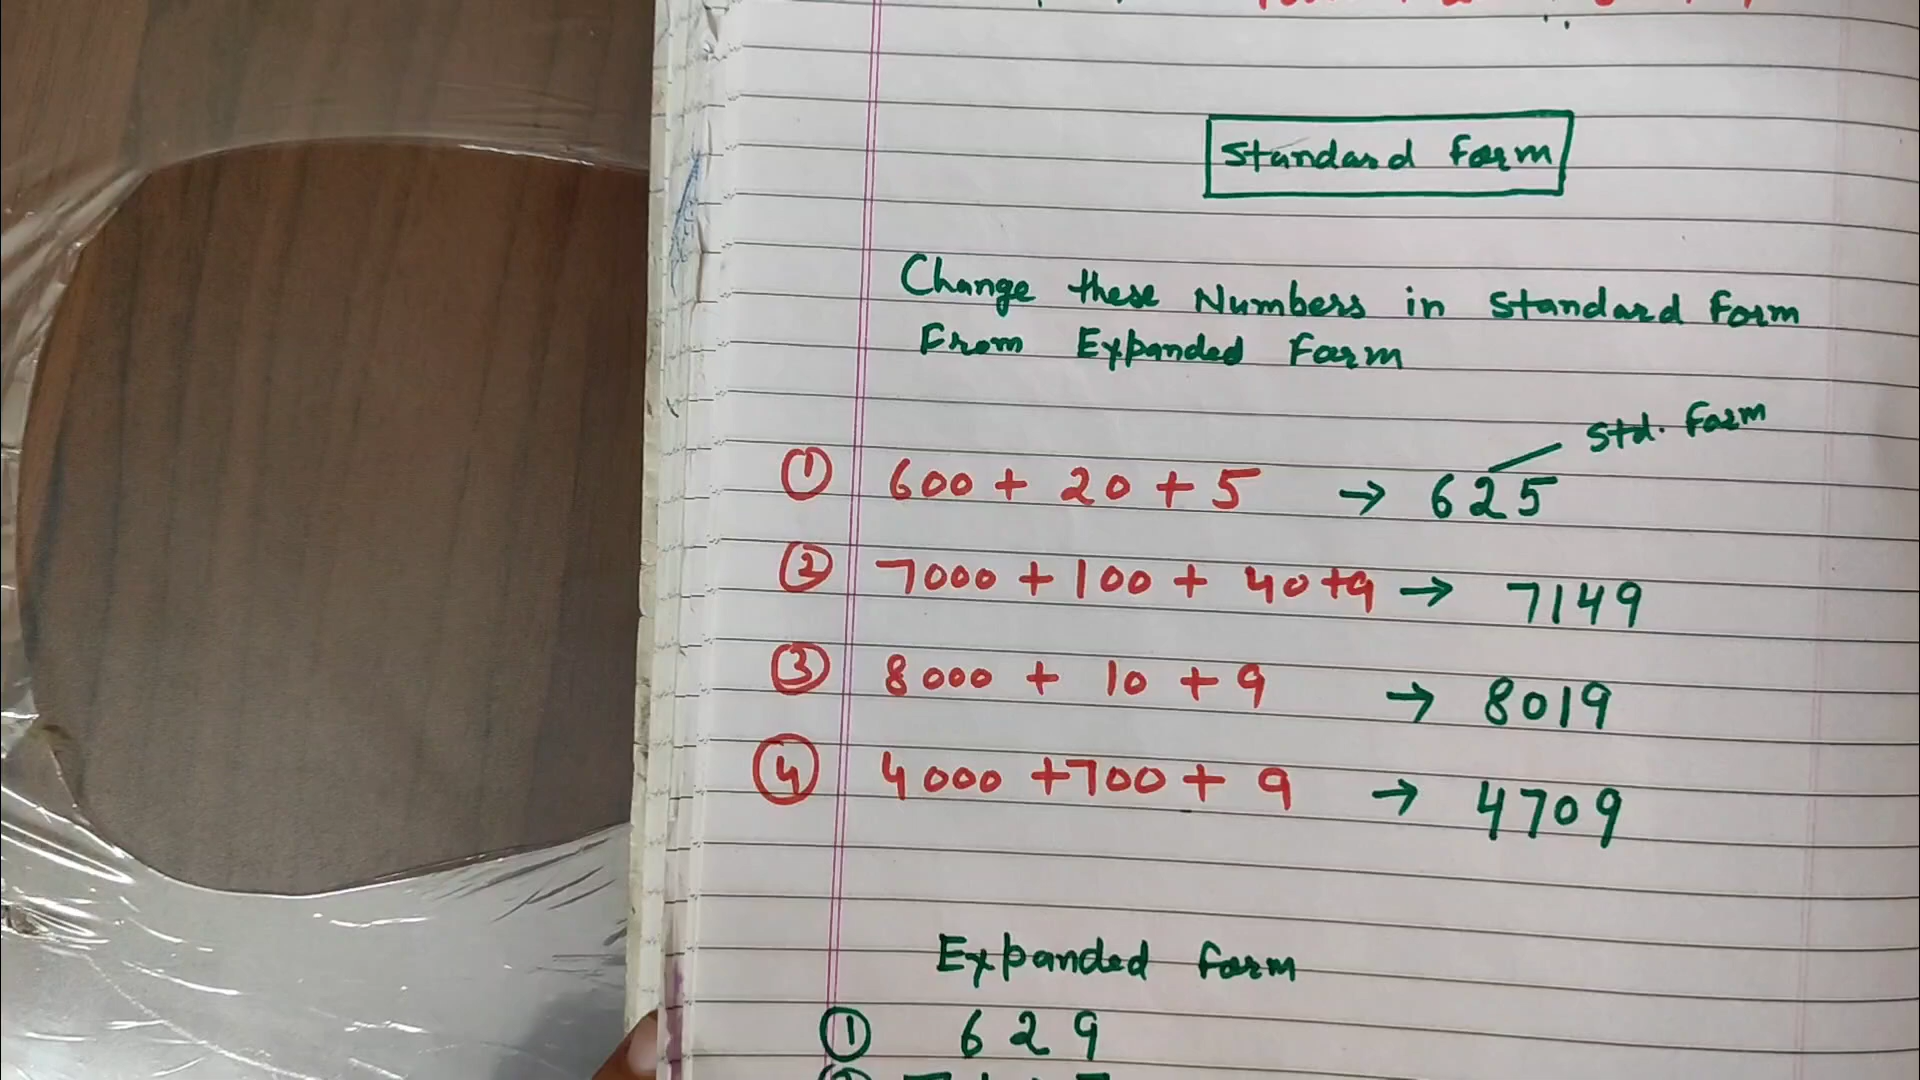 Standard Form
Change these Numbers in Standard Form
From Expanded Form
Std. Form
① 600 + 20 + 5 → 625
② 7000 + 100 + 40+9 → 7149
③ 8000 + 10 + 9 → 8019
④ 4000 +700 + 9 → 4709
Expanded Form
① 629